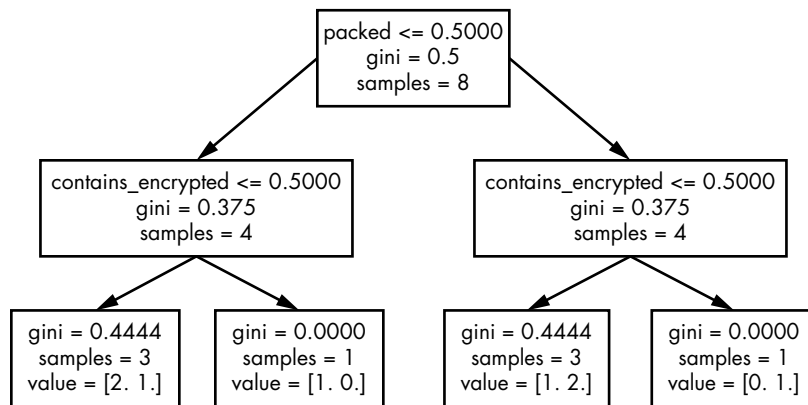 packed <= 0.5000
gini = 0.5
samples = 8
contains_encrypted <= 0.5000
gini = 0.375
samples = 4
contains_encrypted <= 0.5000
gini = 0.375
samples = 4
gini = 0.4444
samples = 3
value = [2. 1.]
gini = 0.0000
samples = 1
value = [1. 0.]
gini = 0.4444
samples = 3
value = [1. 2.]
gini = 0.0000
samples = 1
value = [0. 1.]